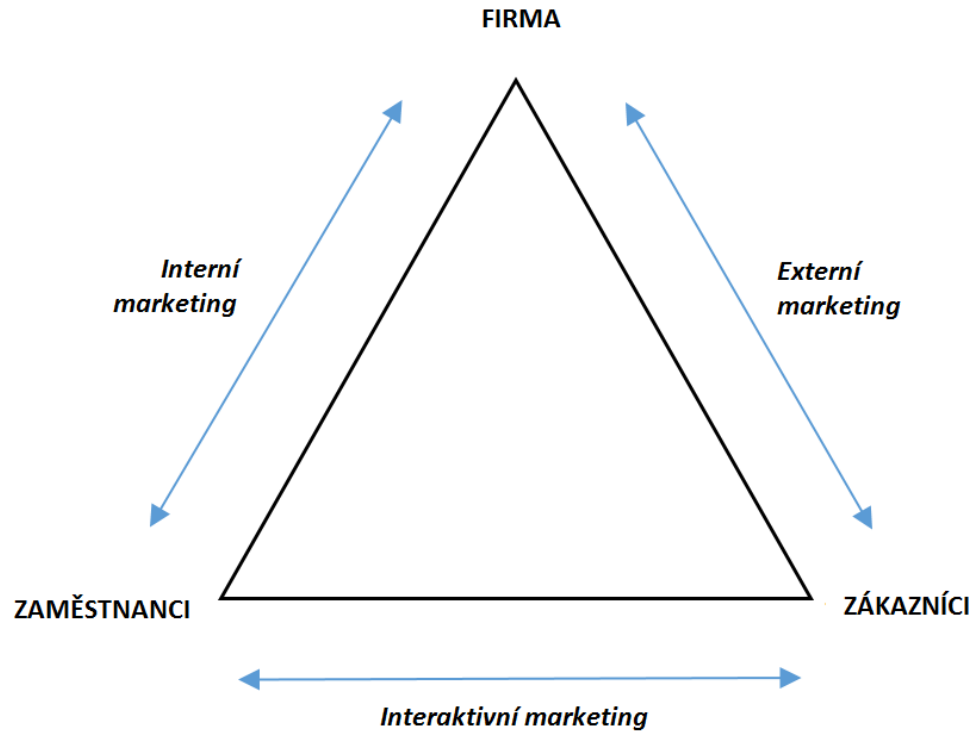 FIRMA
Interní
marketing
Externí
marketing
ZAMĚSTNANCI
ZÁKAZNÍCI
Interaktivní marketing